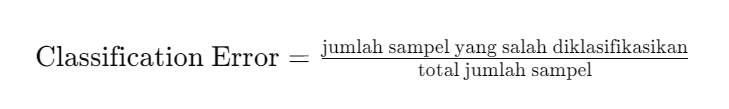 Classification Error = jumlah sampel yang salah diklasifikasikan
total jumlah sampel